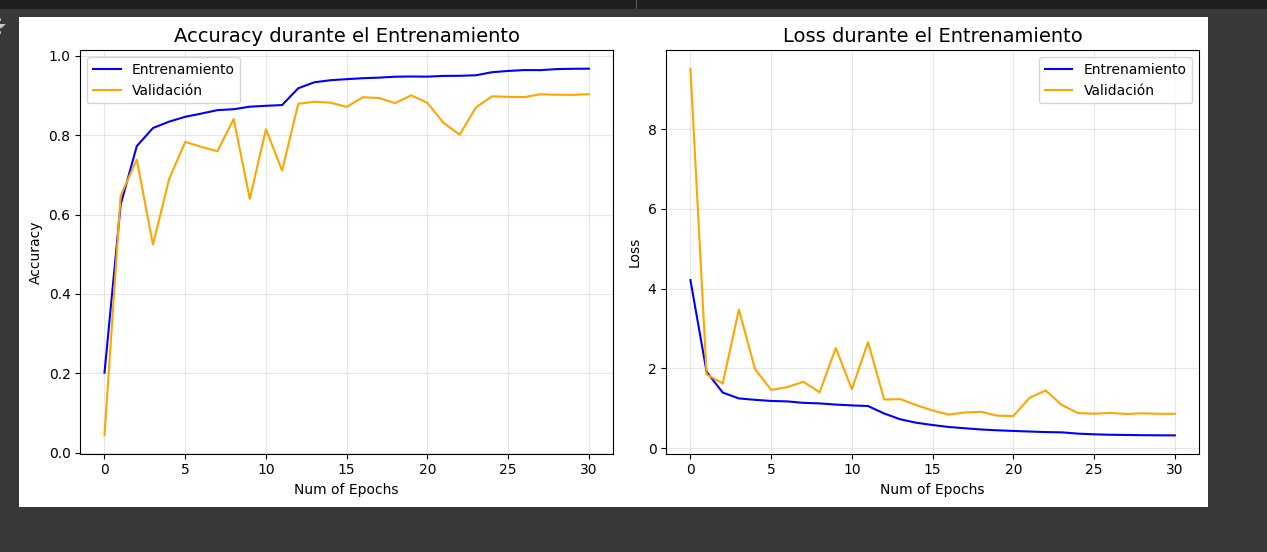 Accuracy durante el Entrenamiento
Entrenamiento
Validación
1.0
0.8
0.6
0.4
0.2
0.0
Accuracy
0 5 10 15 20 25 30
Num of Epochs
Loss durante el Entrenamiento
Entrenamiento
Validación
8
6
4
2
0
Loss
0 5 10 15 20 25 30
Num of Epochs